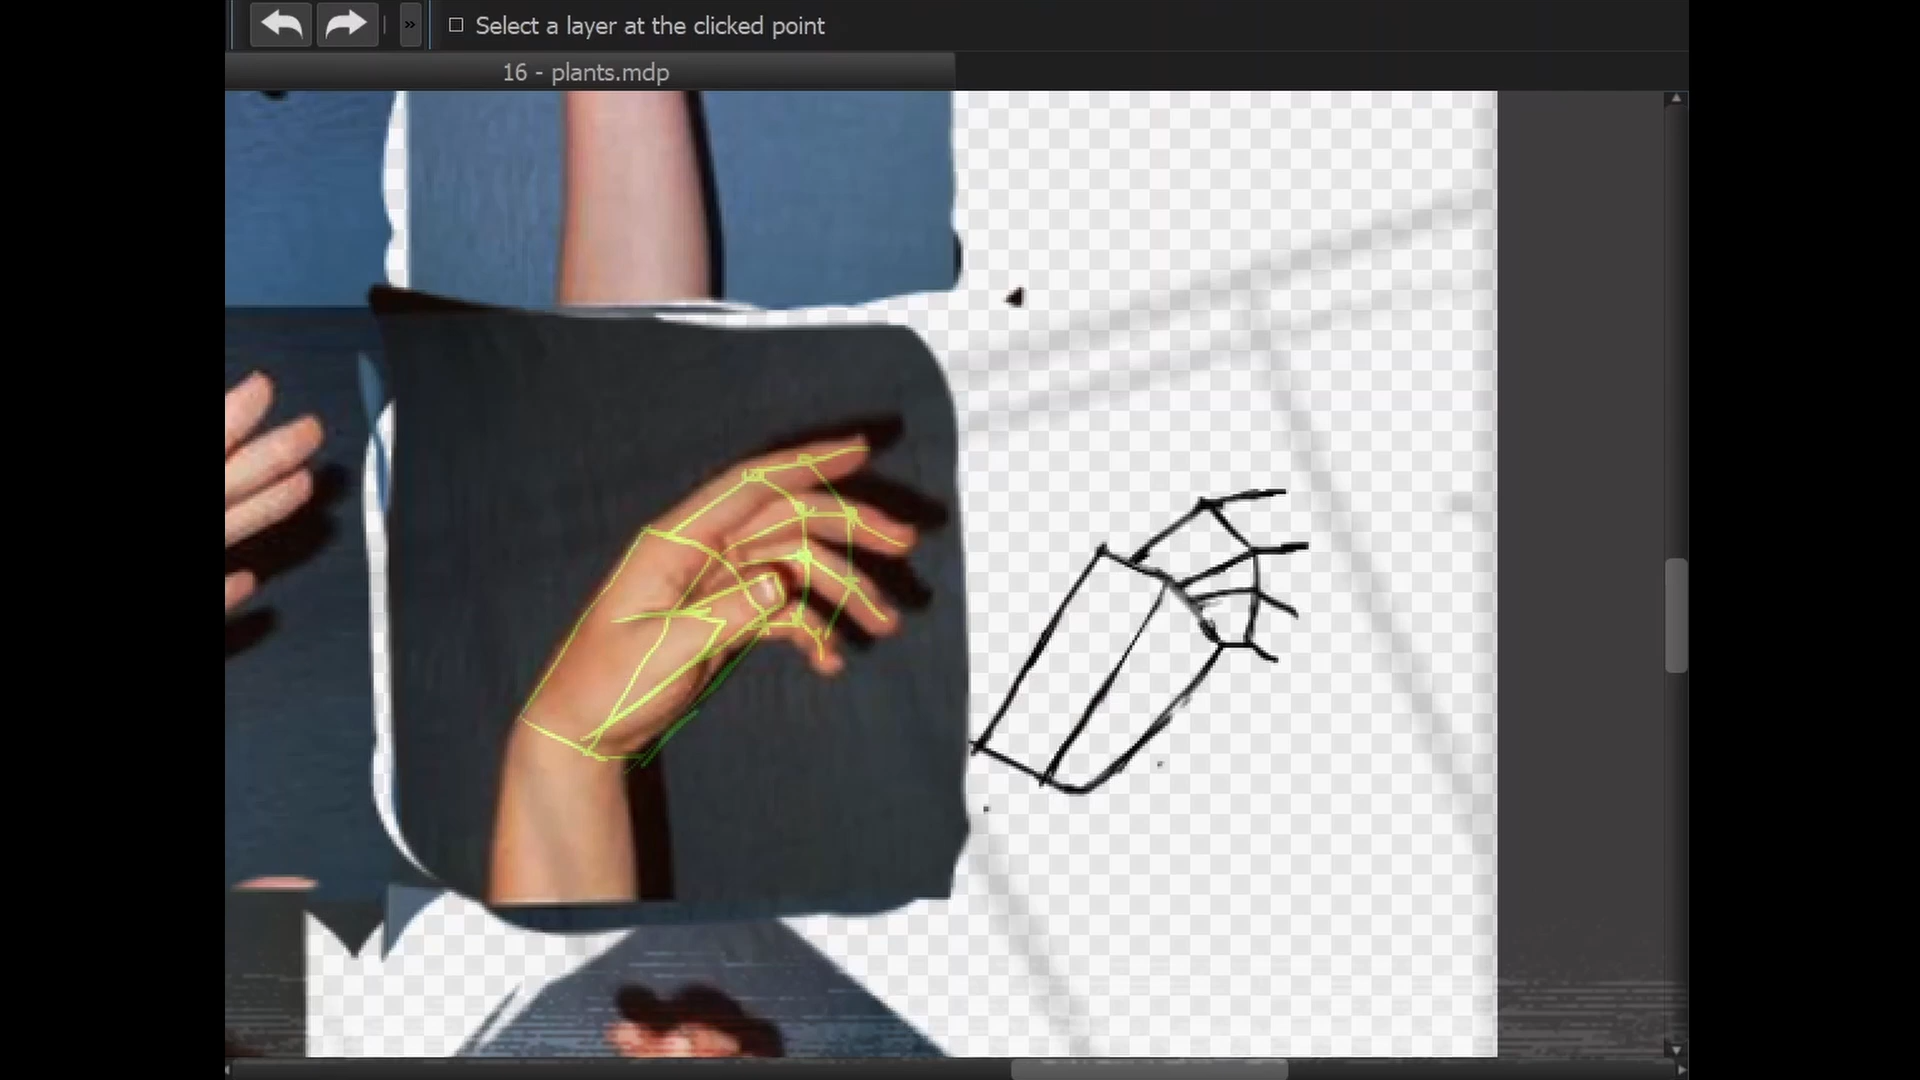 »
Select a layer at the clicked point
16 - plants.mdp